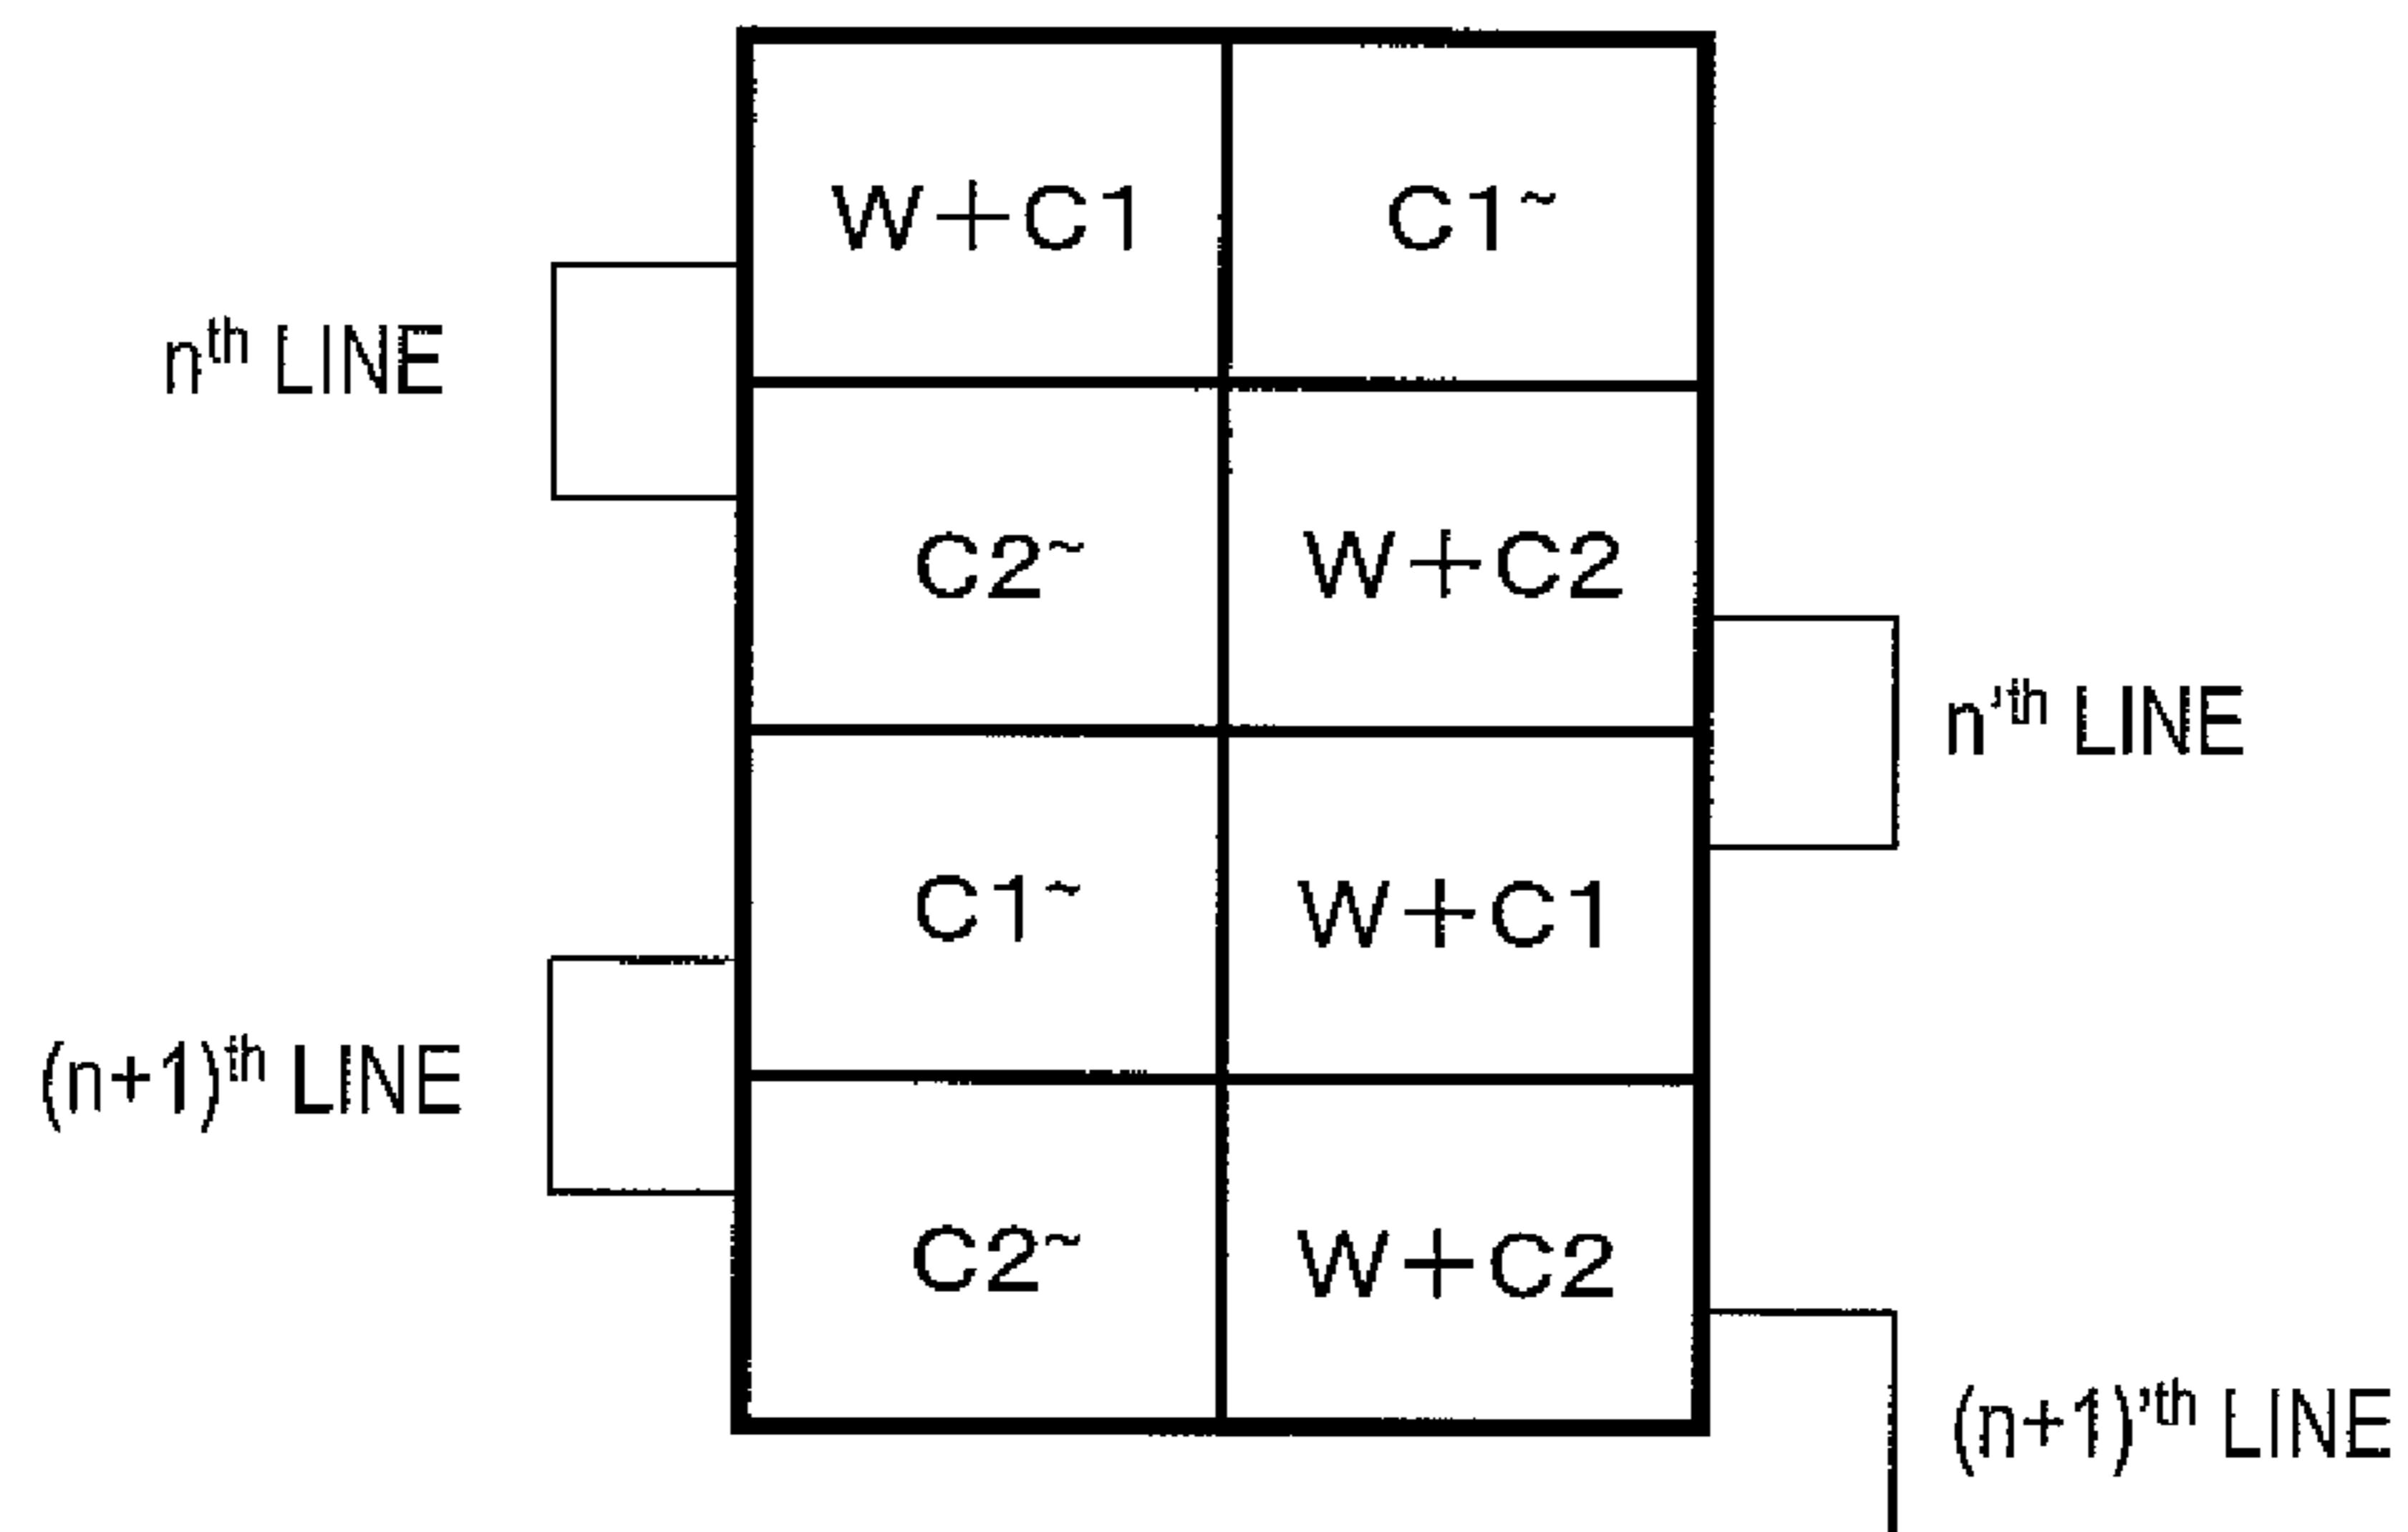 W+C1 C1~
nth LINE
C2~ W+C2
n'th LINE
C1~ W+C1
(n+1)th LINE
C2~ W+C2
(n+1)'th LINE